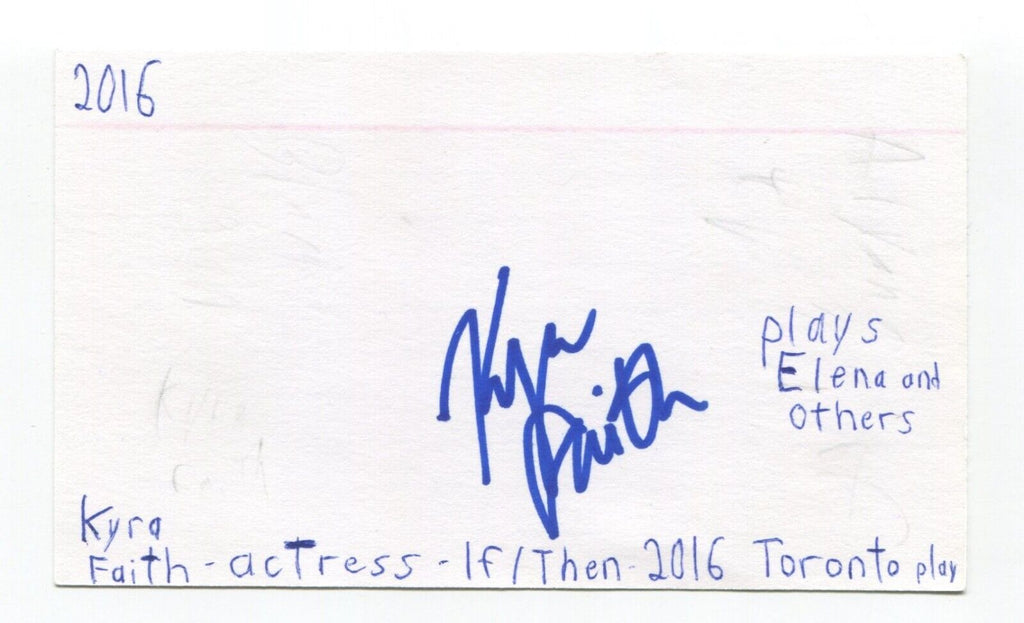 2016
Kyra
Faith
plays
Elena and
others
Kyra
Faith - actress - If/Then - 2016 Toronto play